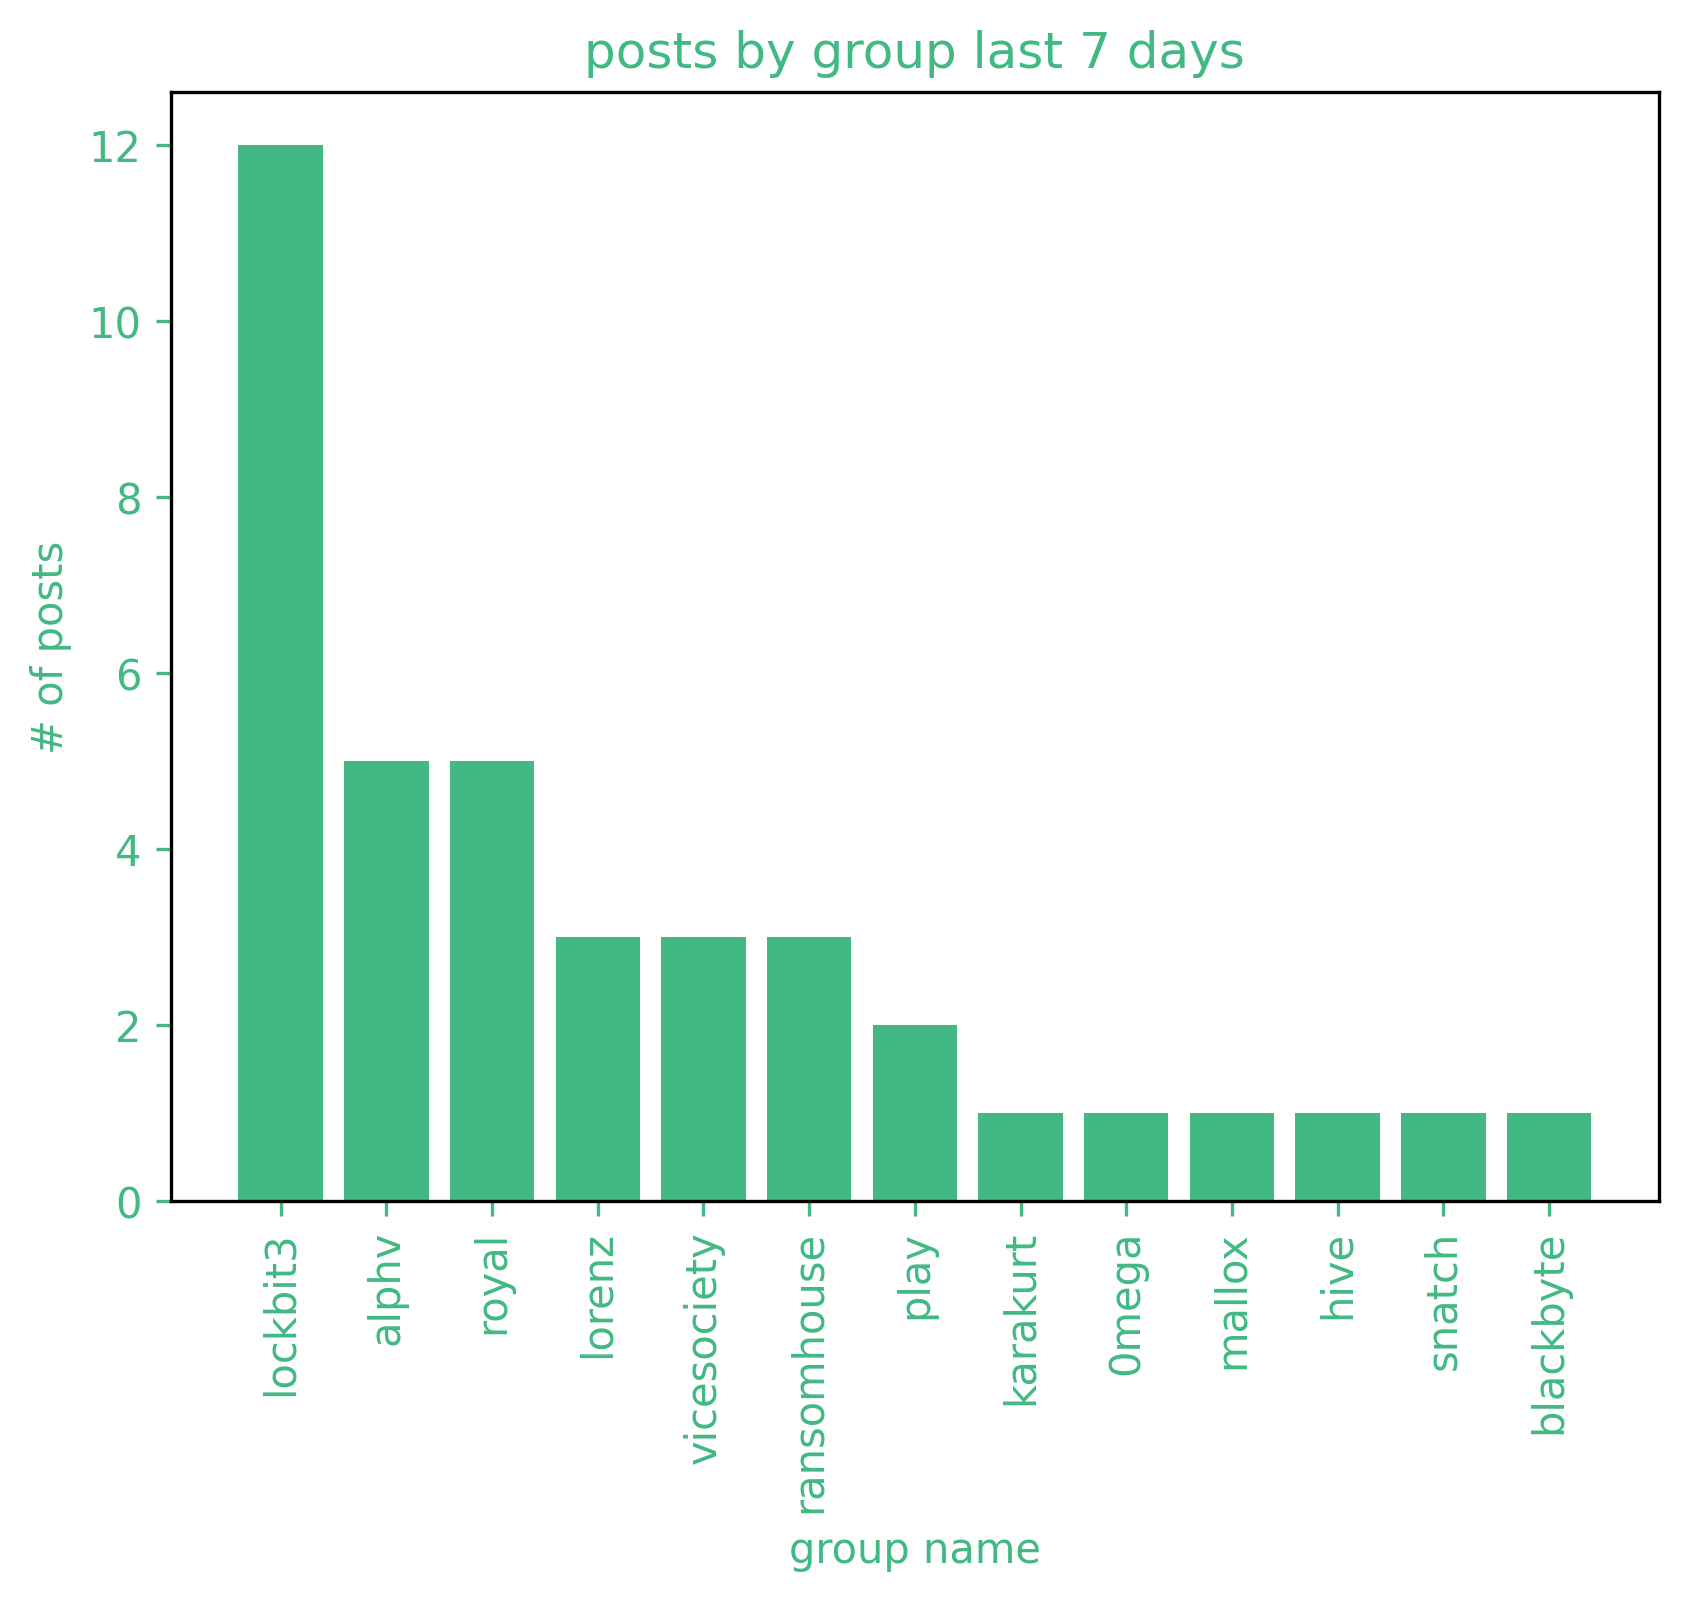 posts by group last 7 days
12
10
8
6
4
2
0
# of posts
lockbit3
alphv
royal
lorenz
vicesociety
ransomhouse
play
karakurt
0mega
mallox
hive
snatch
blackbyte
group name